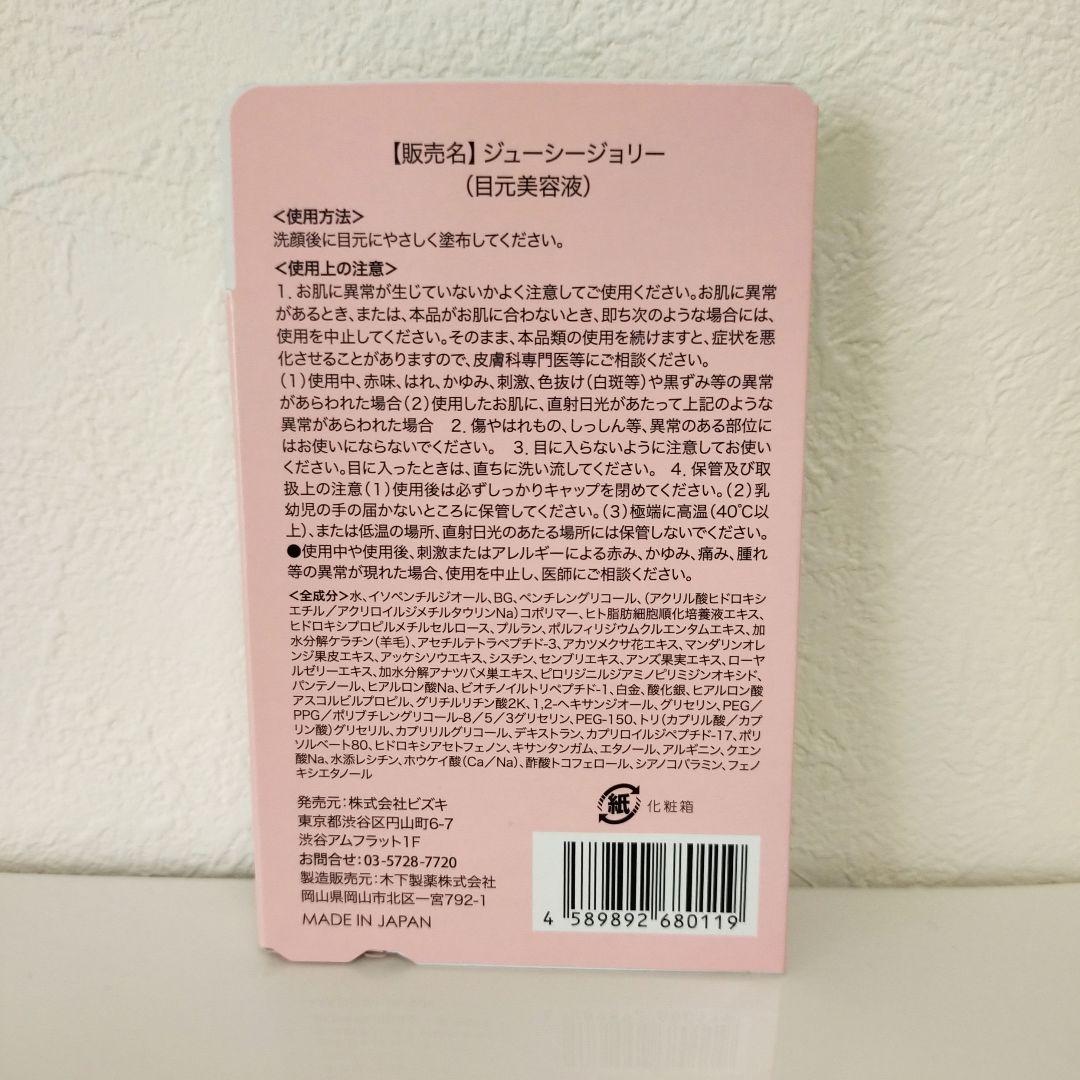 【販売名】ジューシージョリー
（目元美容液）
＜使用方法＞
洗顔後に目元にやさしく塗布してください。
＜使用上の注意＞
1．お肌に異常が生じていないかよく注意してご使用ください。お肌に異常
があるとき、または、本品がお肌に合わないとき、即ち次のような場合には、
使用を中止してください。そのまま、本品類の使用を続けますと、症状を悪
化させることがありますので、皮膚科専門医等にご相談ください。
（1）使用中、赤味、はれ、かゆみ、刺激、色抜け（白斑等）や黒ずみ等の異常
があらわれた場合（2）使用したお肌に、直射日光があたって上記のような
異常があらわれた場合　2．傷やはれもの、しっしん等、異常のある部位に
はお使いにならないでください。　3．目に入らないように注意してお使い
ください。目に入ったときは、直ちに洗い流してください。　4．保管及び取
扱上の注意（1）使用後は必ずしっかりキャップを閉めてください。（2）乳
幼児の手の届かないところに保管してください。（3）極端に高温（40℃以
上）、または低温の場所、直射日光のあたる場所には保管しないでください。
●使用中や使用後、刺激またはアレルギーによる赤み、かゆみ、痛み、腫れ
等の異常が現れた場合、使用を中止し、医師にご相談ください。
＜全成分＞水、イソペンチルジオール、BG、ペンチレングリコール、（アクリル酸ヒドロキシ
エチル／アクリロイルジメチルタウリンNa）コポリマー、ヒト脂肪細胞順化培養液エキス、
ヒドロキシプロピルメチルセルロース、プルラン、ポルフィリジウムクルエンタムエキス、加
水分解ケラチン（羊毛）、アセチルテトラペプチド-3、アカツメクサ花エキス、マンダリンオレ
ンジ果皮エキス、アッケシソウエキス、シスチン、センブリエキス、アンズ果実エキス、ローヤ
ルゼリーエキス、加水分解アナツバメ巣エキス、ピロリジニルジアミノピリミジンオキシド、
パンテノール、ヒアルロン酸Na、ビオチノイルトリペプチド-1、白金、酸化銀、ヒアルロン酸
アスコルビルプロピル、グリチルリチン酸2K、1,2-ヘキサンジオール、グリセリン、PEG／
PPG／ポリブチレングリコール-8／5／3グリセリン、PEG-150、トリ（カプリル酸／カプ
リン酸）グリセリル、カプリリルグリコール、デキストラン、カプロイルジペプチド-17、ポリ
ソルベート80、ヒドロキシアセトフェノン、キサンタンガム、エタノール、アルギニン、クエン
酸Na、水添レシチン、ホウケイ酸（Ca／Na）、酢酸トコフェロール、シアノコバラミン、フェノ
キシエタノール
発売元：株式会社ビズキ
東京都渋谷区円山町6-7
渋谷アムフラット1F
お問合せ：03-5728-7720
製造販売元：木下製薬株式会社
岡山県岡山市北区一宮792-1
MADE IN JAPAN
紙 化粧箱
4 589892 680119